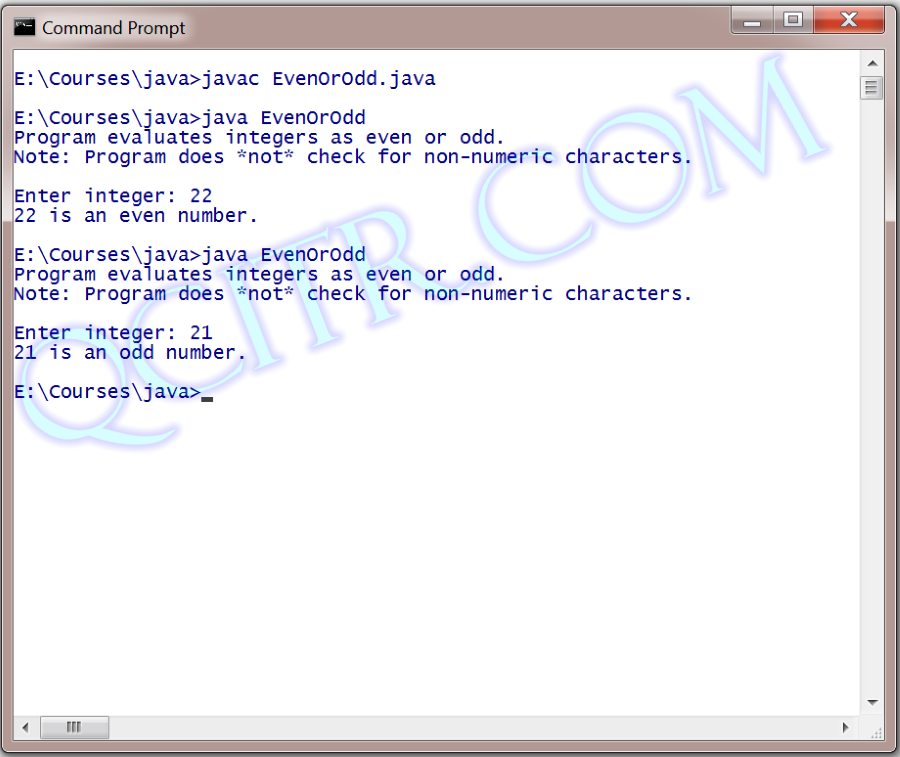 Command Prompt
E:\Courses\java>javac EvenOrOdd.java
E:\Courses\java>java EvenOrOdd
Program evaluates integers as even or odd.
Note: Program does *not* check for non-numeric characters.
Enter integer: 22
22 is an even number.
E:\Courses\java>java EvenOrOdd
Program evaluates integers as even or odd.
Note: Program does *not* check for non-numeric characters.
Enter integer: 21
21 is an odd number.
E:\Courses\java>_
QCITR.COM